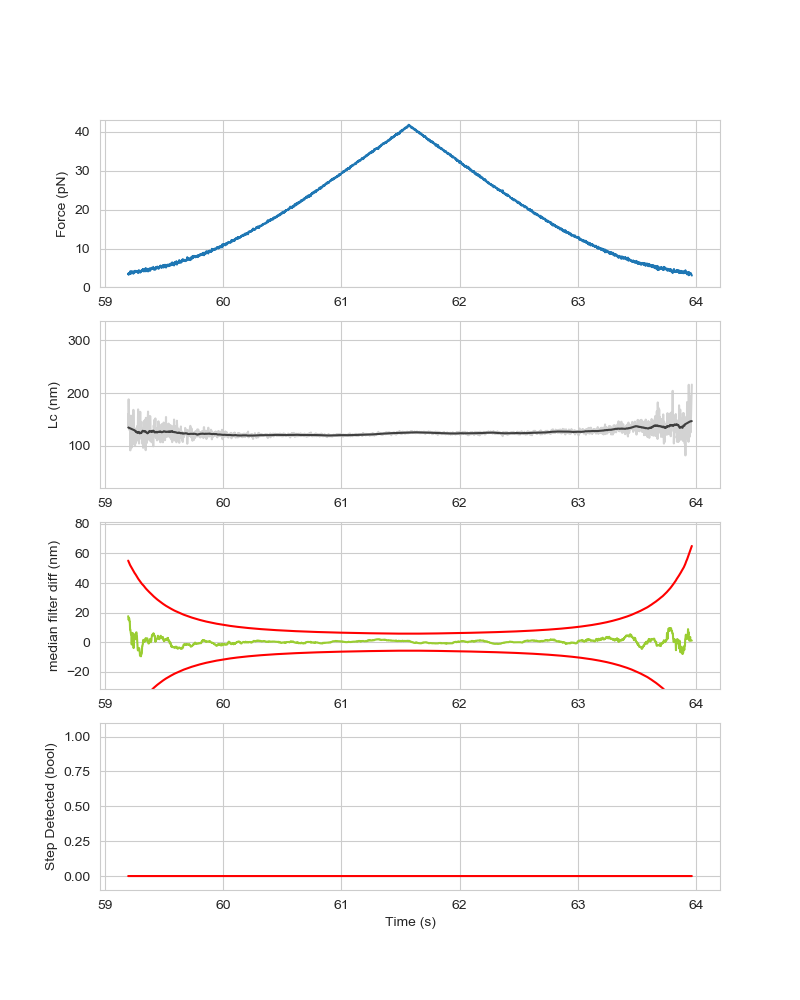 Force (pN)
40
30
20
10
0
59 60 61 62 63 64
Lc (nm)
300
200
100
59 60 61 62 63 64
median filter diff (nm)
80
60
40
20
0
−20
59 60 61 62 63 64
Step Detected (bool)
1.00
0.75
0.50
0.25
0.00
59 60 61 62 63 64
Time (s)